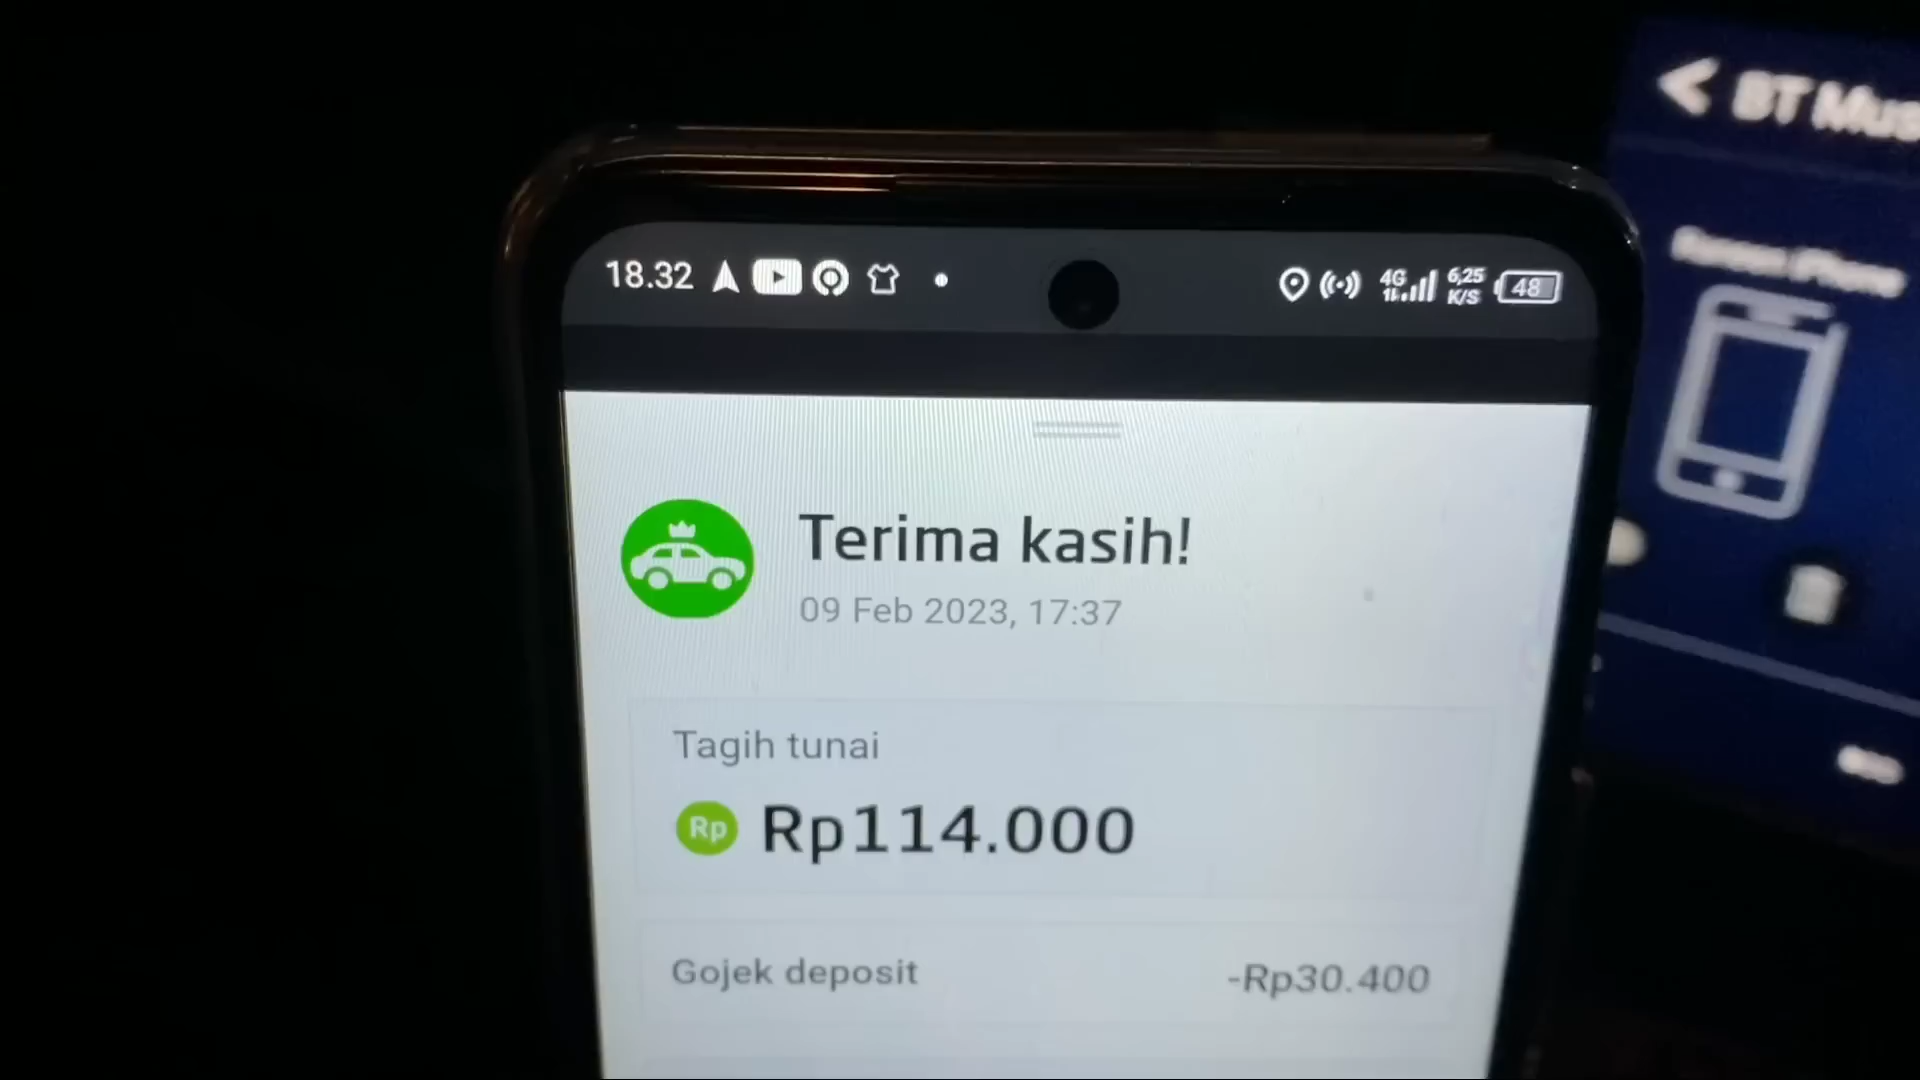 18.32
4G
6,25
K/S
48
BT Mus
Terima kasih!
09 Feb 2023, 17:37
Tagih tunai
Rp Rp114.000
Gojek deposit -Rp30.400